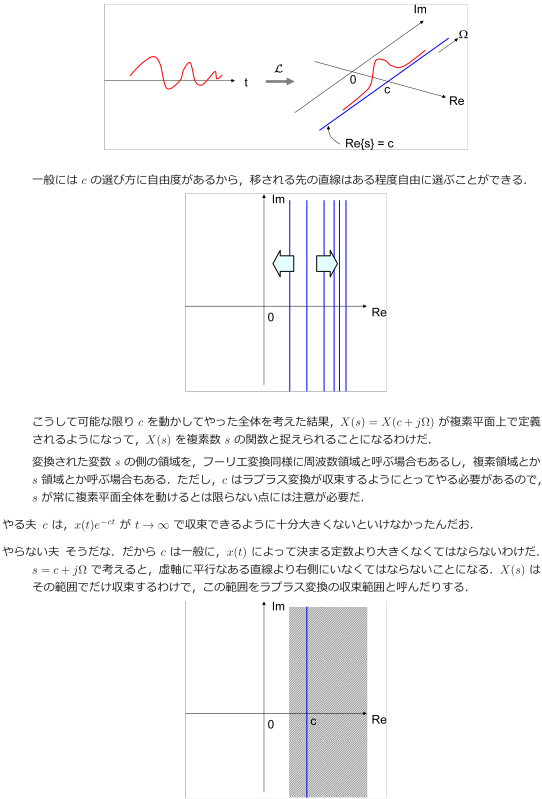 Im
Ω
t
ℒ
0
c
Re
Re{s} = c
一般には c の選び方に自由度があるから，移される先の直線はある程度自由に選ぶことができる．
Im
0
Re
こうして可能な限り c を動かしてやった全体を考えた結果，X(s) = X(c + jΩ) が複素平面上で定義
されるようになって，X(s) を複素数 s の関数と捉えられることになるわけだ．
変換された変数 s の側の領域を，フーリエ変換同様に周波数領域と呼ぶ場合もあるし，複素領域とか
s 領域とか呼ぶ場合もある．ただし，c はラプラス変換が収束するようにとってやる必要があるので，
s が常に複素平面全体を動けるとは限らない点には注意が必要だ．
やる夫 c は，x(t)e^{-ct} が t → ∞ で収束できるように十分大きくないといけなかったんだお．
やらない夫 そうだな．だから c は一般に，x(t) によって決まる定数より大きくなくてはならないわけだ．
s = c + jΩ で考えると，虚軸に平行なある直線より右側にいなくてはならないことになる．X(s) は
その範囲でだけ収束するわけで，この範囲をラプラス変換の収束範囲と呼んだりする．
Im
0
c
Re